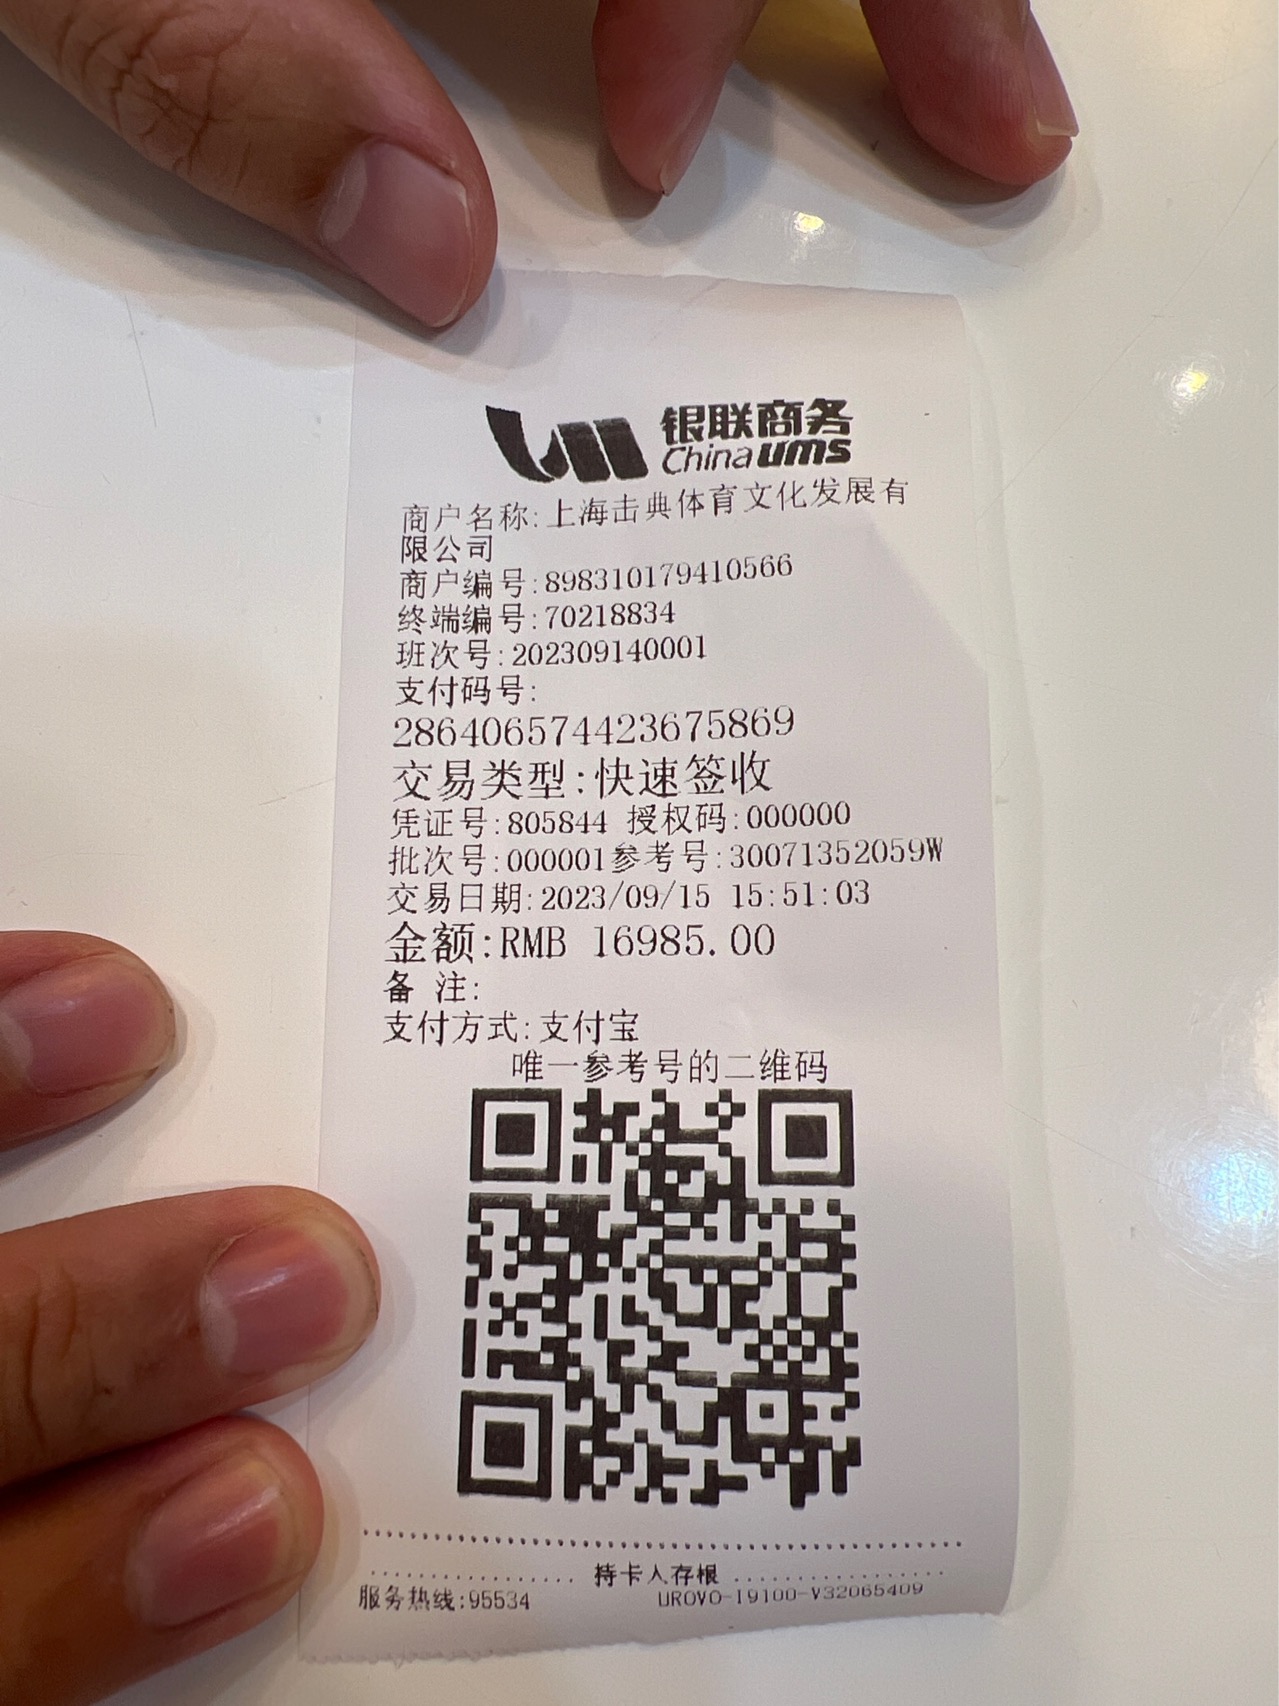 银联商务
China ums
商户名称:上海击典体育文化发展有
限公司
商户编号:898310179410566
终端编号:70218834
班次号:202309140001
支付码号:
286406574423675869
交易类型:快速签收
凭证号:805844 授权码:000000
批次号:000001参考号:30071352059W
交易日期:2023/09/15 15:51:03
金额:RMB 16985.00
备 注:
支付方式:支付宝
唯一参考号的二维码
持卡人存根
服务热线:95534 UROVO-I9100-V32065409